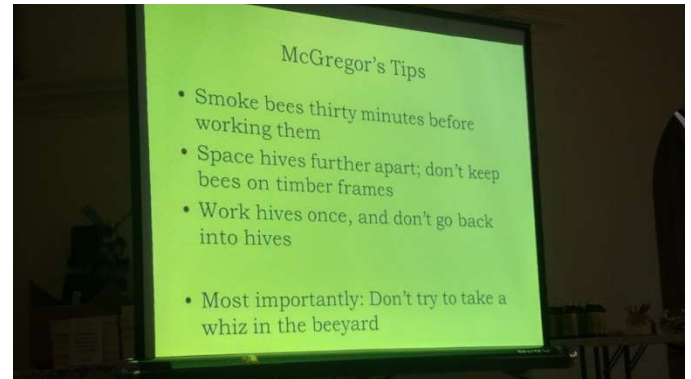 McGregor's Tips
• Smoke bees thirty minutes before
working them
• Space hives further apart; don't keep
bees on timber frames
• Work hives once, and don't go back
into hives
• Most importantly: Don't try to take a
whiz in the beeyard